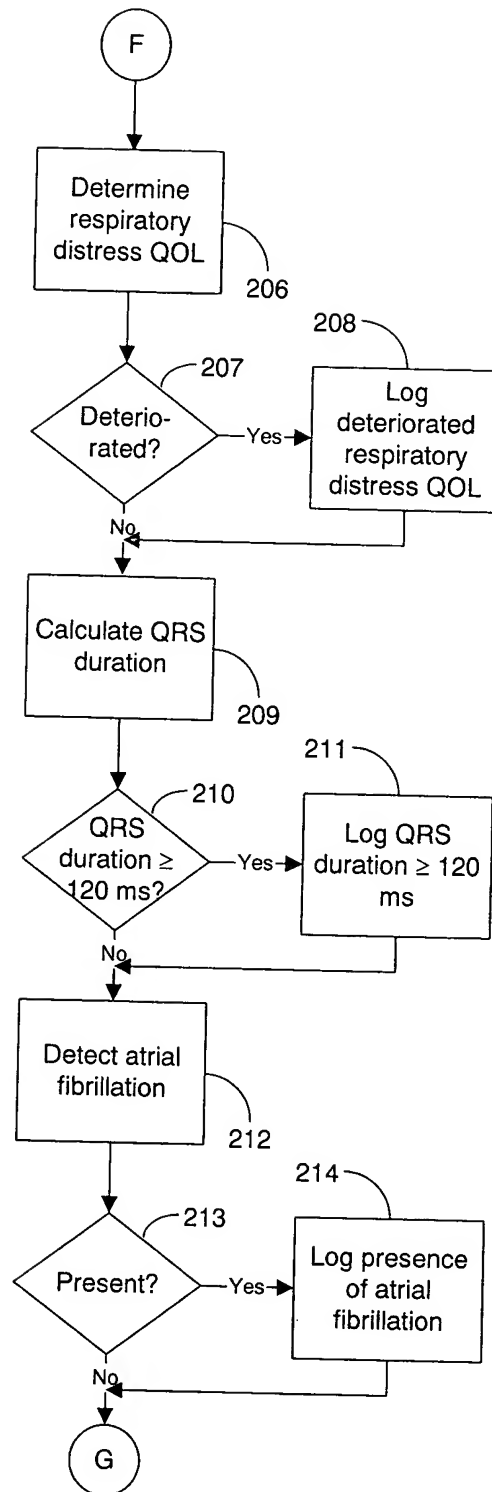 F
Determine
respiratory
distress QOL
206
207
208
Deterio-
rated?
Yes
Log
deteriorated
respiratory
distress QOL
No
Calculate QRS
duration
209
210
211
QRS
duration ≥
120 ms?
Yes
Log QRS
duration ≥ 120
ms
No
Detect atrial
fibrillation
212
213
214
Present?
Yes
Log presence
of atrial
fibrillation
No
G